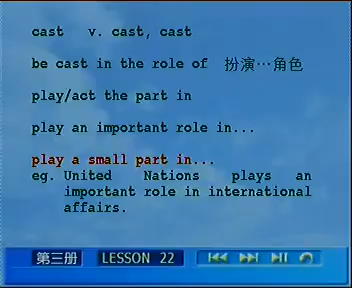 cast v. cast, cast
be cast in the role of 扮演…角色
play/act the part in
play an important role in...
play a small part in...
eg. United Nations plays an
important role in international
affairs.
第三册 LESSON 22